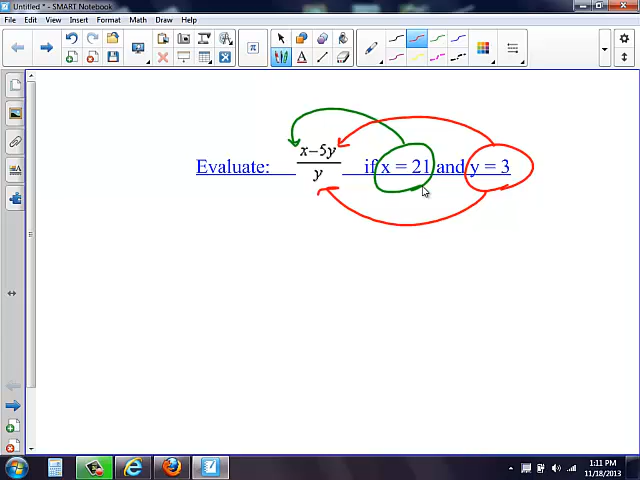 Untitled * - SMART Notebook
File Edit View Insert Format Math Draw Help
Evaluate: x−5y / y if x = 21 and y = 3
1:11 PM
11/18/2013